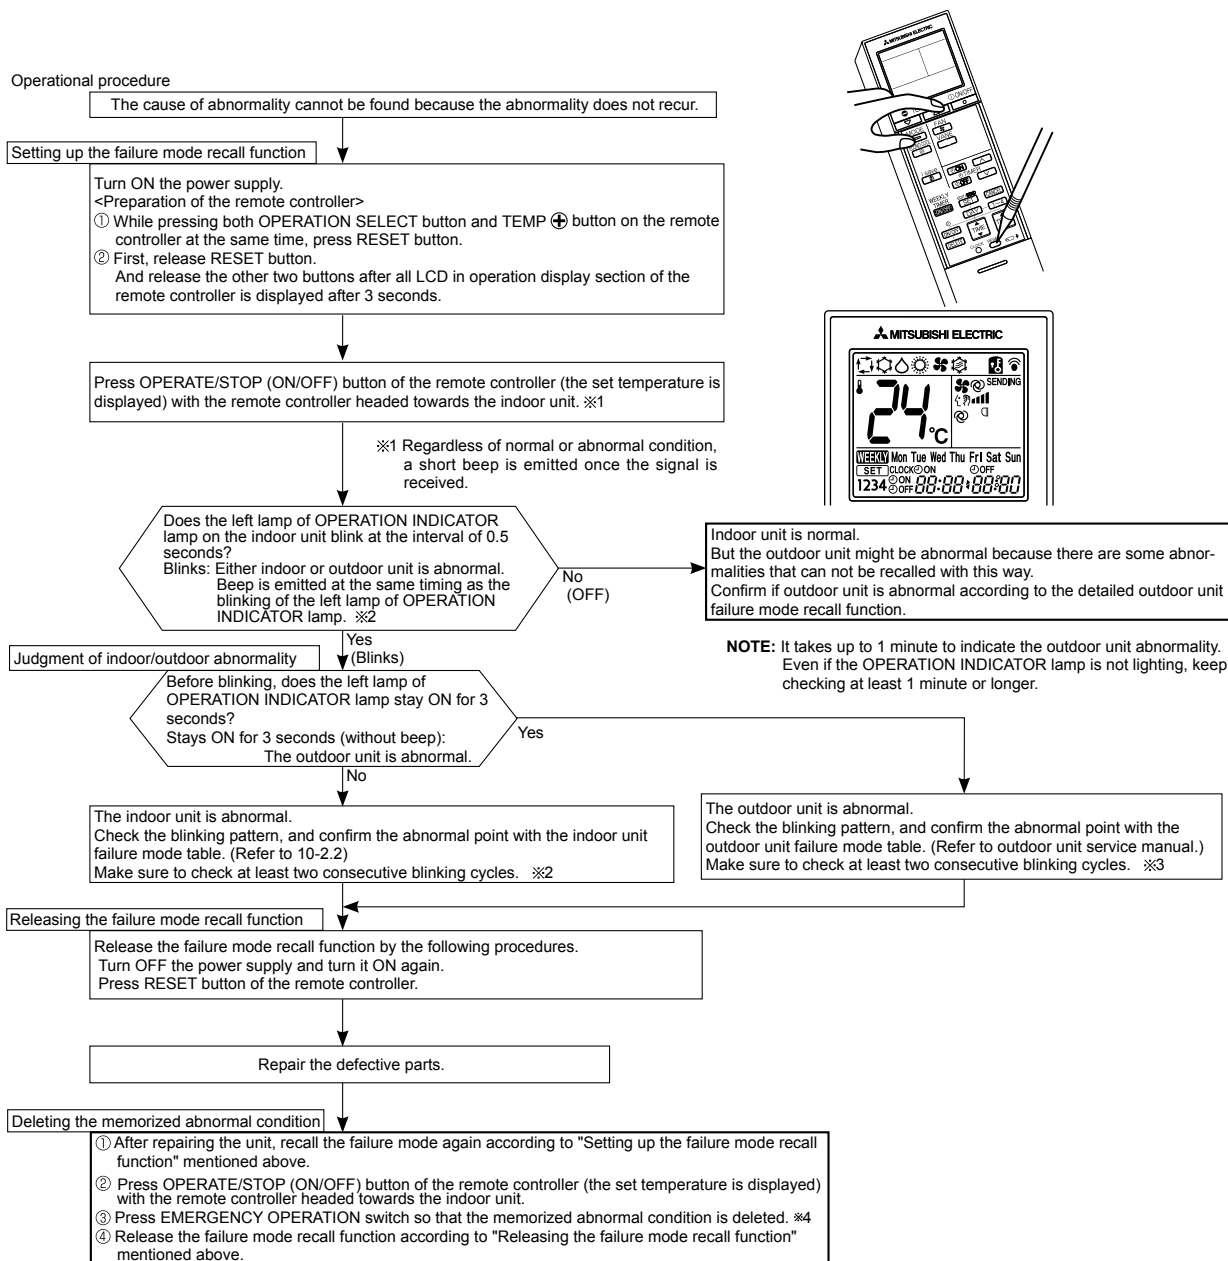 Operational procedure
The cause of abnormality cannot be found because the abnormality does not recur.
Setting up the failure mode recall function
Turn ON the power supply.
<Preparation of the remote controller>
① While pressing both OPERATION SELECT button and TEMP ⊕ button on the remote
controller at the same time, press RESET button.
② First, release RESET button.
And release the other two buttons after all LCD in operation display section of the
remote controller is displayed after 3 seconds.
MITSUBISHI ELECTRIC
ON/OFF
FAN
VANE
WEEKLY
TIMER
TIME
MITSUBISHI ELECTRIC
SENDING
24°C
WEEKLY Mon Tue Wed Thu Fri Sat Sun
SET CLOCK ON OFF
1234 ON OFF 88:88 88:80
Press OPERATE/STOP (ON/OFF) button of the remote controller (the set temperature is
displayed) with the remote controller headed towards the indoor unit. ※1
※1 Regardless of normal or abnormal condition,
a short beep is emitted once the signal is
received.
Does the left lamp of OPERATION INDICATOR
lamp on the indoor unit blink at the interval of 0.5
seconds?
Blinks: Either indoor or outdoor unit is abnormal.
Beep is emitted at the same timing as the
blinking of the left lamp of OPERATION
INDICATOR lamp. ※2
No
(OFF)
Indoor unit is normal.
But the outdoor unit might be abnormal because there are some abnor-
malities that can not be recalled with this way.
Confirm if outdoor unit is abnormal according to the detailed outdoor unit
failure mode recall function.
NOTE: It takes up to 1 minute to indicate the outdoor unit abnormality.
Even if the OPERATION INDICATOR lamp is not lighting, keep
checking at least 1 minute or longer.
Yes
(Blinks)
Judgment of indoor/outdoor abnormality
Before blinking, does the left lamp of
OPERATION INDICATOR lamp stay ON for 3
seconds?
Stays ON for 3 seconds (without beep):
The outdoor unit is abnormal.
Yes
No
The indoor unit is abnormal.
Check the blinking pattern, and confirm the abnormal point with the indoor unit
failure mode table. (Refer to 10-2.2)
Make sure to check at least two consecutive blinking cycles. ※2
The outdoor unit is abnormal.
Check the blinking pattern, and confirm the abnormal point with the
outdoor unit failure mode table. (Refer to outdoor unit service manual.)
Make sure to check at least two consecutive blinking cycles. ※3
Releasing the failure mode recall function
Release the failure mode recall function by the following procedures.
Turn OFF the power supply and turn it ON again.
Press RESET button of the remote controller.
Repair the defective parts.
Deleting the memorized abnormal condition
① After repairing the unit, recall the failure mode again according to "Setting up the failure mode recall
function" mentioned above.
② Press OPERATE/STOP (ON/OFF) button of the remote controller (the set temperature is displayed)
with the remote controller headed towards the indoor unit.
③ Press EMERGENCY OPERATION switch so that the memorized abnormal condition is deleted. ※4
④ Release the failure mode recall function according to "Releasing the failure mode recall function"
mentioned above.